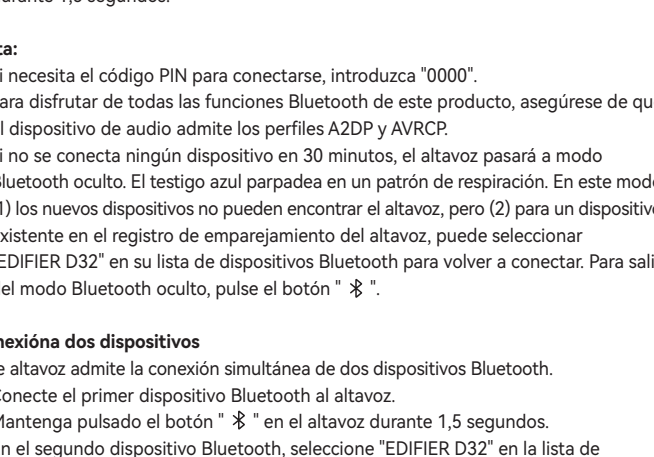 durante 1,5 segundos.
ta:
i necesita el código PIN para conectarse, introduzca "0000".
ara disfrutar de todas las funciones Bluetooth de este producto, asegúrese de qu
l dispositivo de audio admite los perfiles A2DP y AVRCP.
i no se conecta ningún dispositivo en 30 minutos, el altavoz pasará a modo
Bluetooth oculto. El testigo azul parpadea en un patrón de respiración. En este modo
1) los nuevos dispositivos no pueden encontrar el altavoz, pero (2) para un dispositivo
xistente en el registro de emparejamiento del altavoz, puede seleccionar
EDIFIER D32" en su lista de dispositivos Bluetooth para volver a conectar. Para sali
el modo Bluetooth oculto, pulse el botón " ".
nexióna dos dispositivos
e altavoz admite la conexión simultánea de dos dispositivos Bluetooth.
Conecte el primer dispositivo Bluetooth al altavoz.
Mantenga pulsado el botón " " en el altavoz durante 1,5 segundos.
n el segundo dispositivo Bluetooth, seleccione "EDIFIER D32" en la lista de